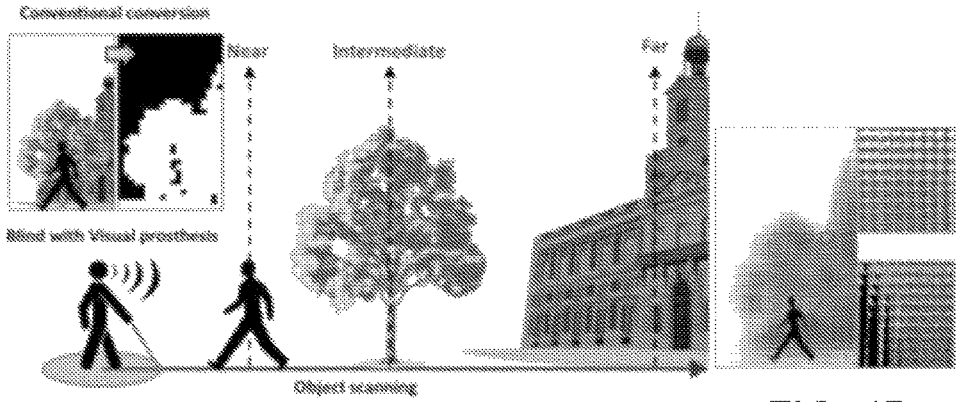 Conventional conversion
Near
Intermediate
Far
Blind with Visual prosthesis
Object scanning